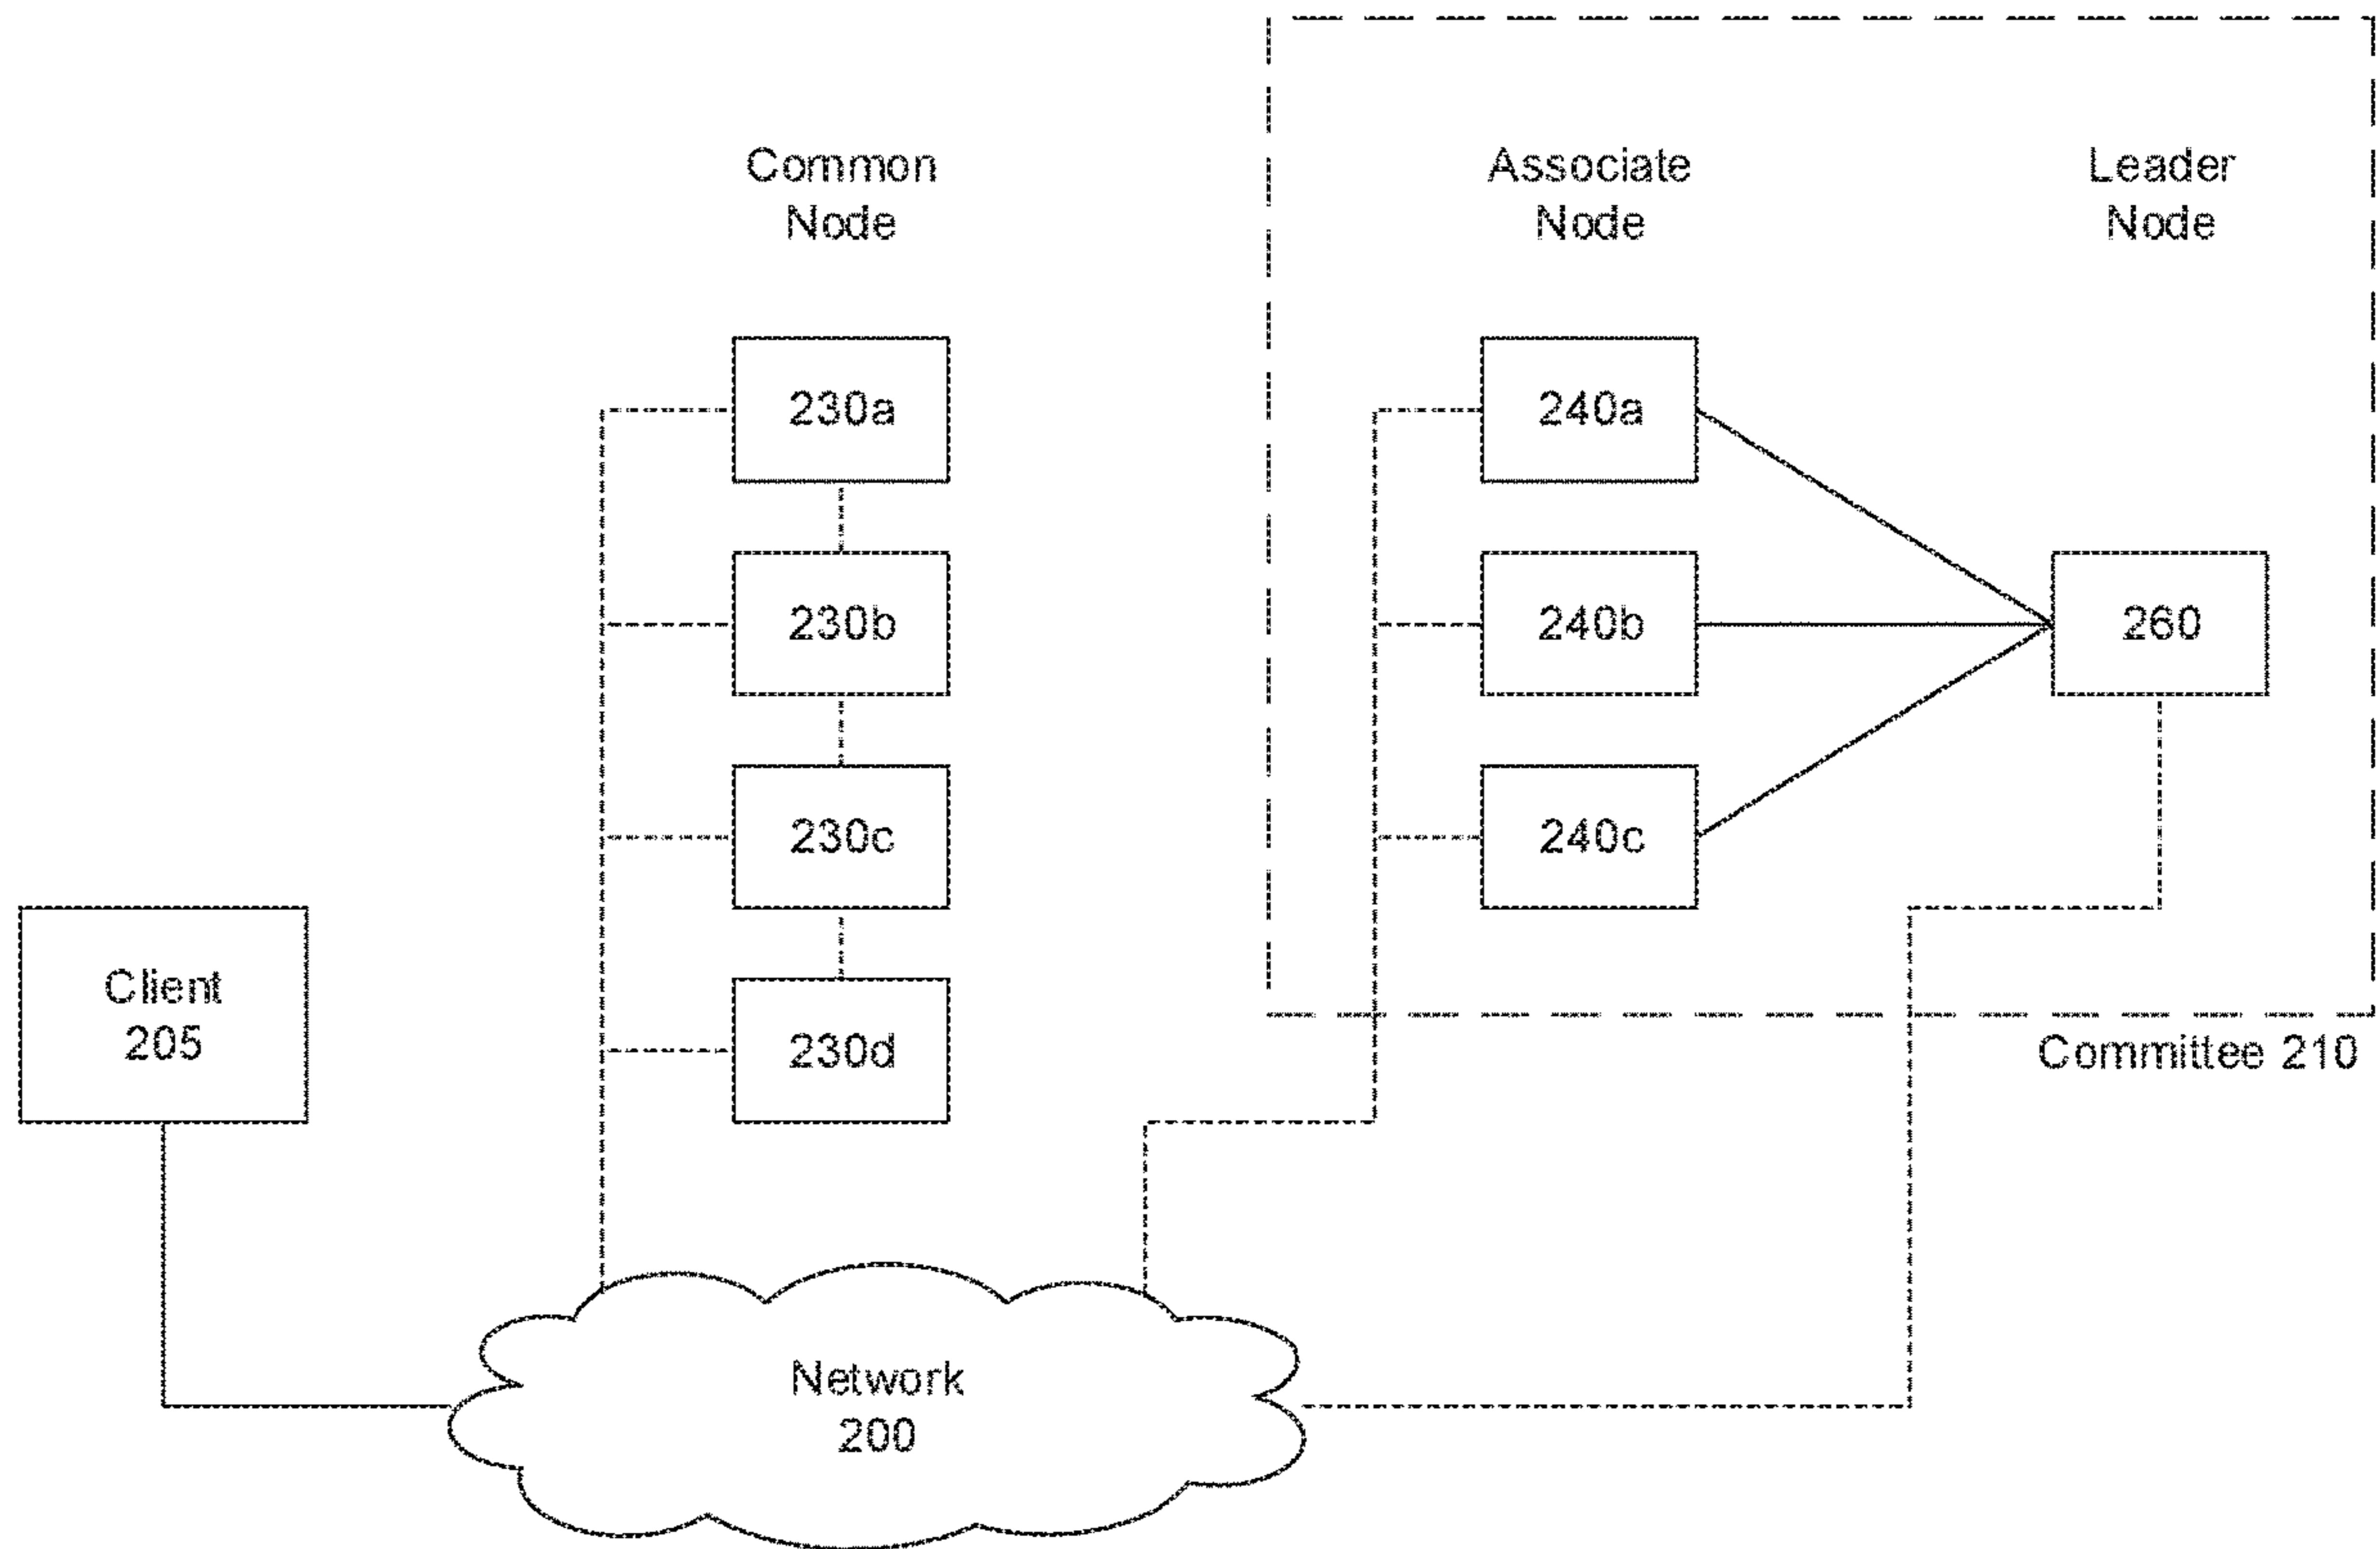 Common
Node
Associate
Node
Leader
Node
230a
240a
230b
240b
260
230c
240c
Client
205
230d
Committee 210
Network
200